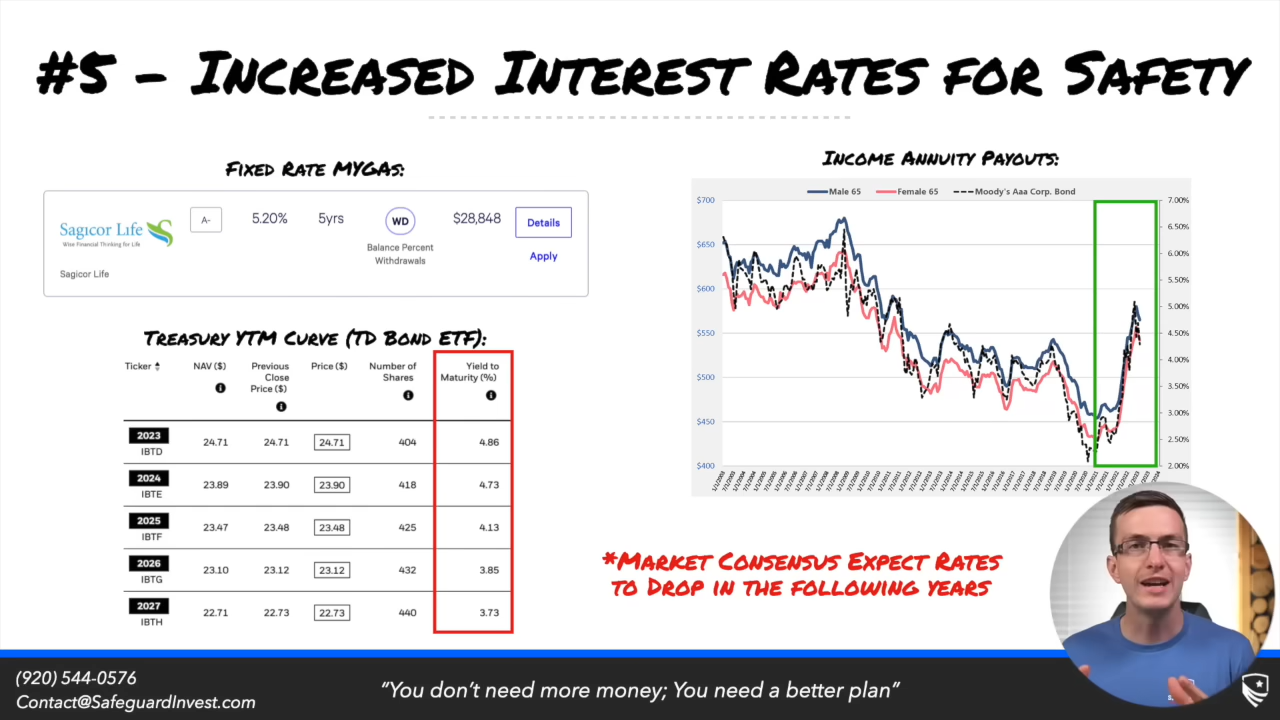 #5 – Increased Interest Rates for Safety
Fixed Rate MYGAs:
Sagicor Life
Wise Financial Thinking for Life
A-
5.20%
5yrs
WD
$28,848
Details
Balance Percent
Withdrawals
Apply
Sagicor Life
Treasury YTM Curve (TD Bond ETF):
Ticker NAV ($) Previous Close Price ($) Price ($) Number of Shares Yield to Maturity (%)
2023
IBTD 24.71 24.71 24.71 404 4.86
2024
IBTE 23.89 23.90 23.90 418 4.73
2025
IBTF 23.47 23.48 23.48 425 4.13
2026
IBTG 23.10 23.12 23.12 432 3.85
2027
IBTH 22.71 22.73 22.73 440 3.73
Income Annuity Payouts:
Male 65 Female 65 Moody's Aaa Corp. Bond
$700 7.00%
6.50%
$650 6.00%
$600 5.50%
5.00%
$550 4.50%
4.00%
$500 3.50%
$450 3.00%
2.50%
$400 2.00%
*Market Consensus Expect Rates
to Drop in the following years
(920) 544-0576
Contact@SafeguardInvest.com
“You don’t need more money; You need a better plan”